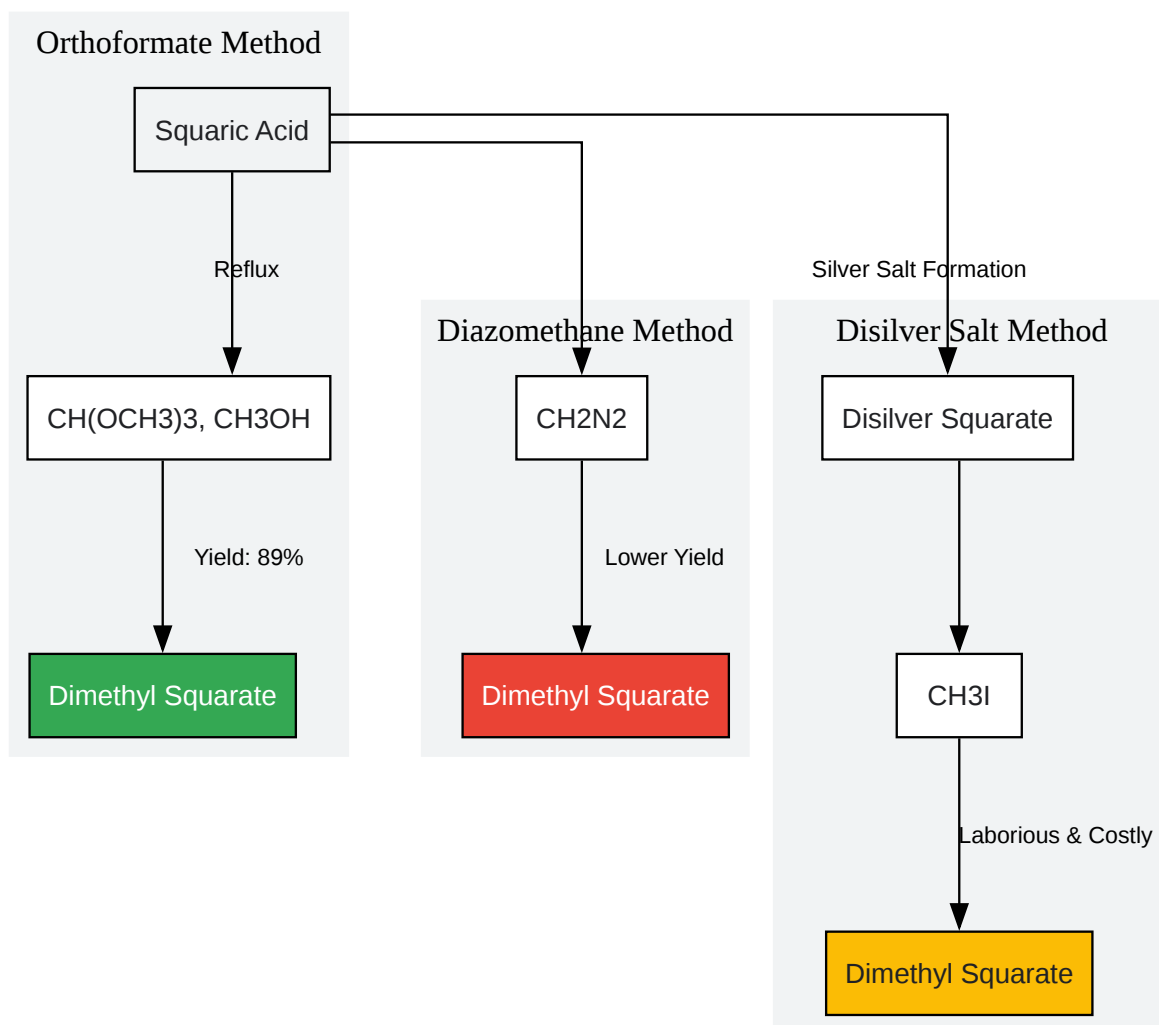 Orthoformate Method
Squaric Acid
Reflux
Silver Salt Formation
Diazomethane Method
Disilver Salt Method
CH(OCH3)3, CH3OH
CH2N2
Disilver Squarate
Yield: 89%
Lower Yield
Dimethyl Squarate
Dimethyl Squarate
CH3I
Laborious & Costly
Dimethyl Squarate